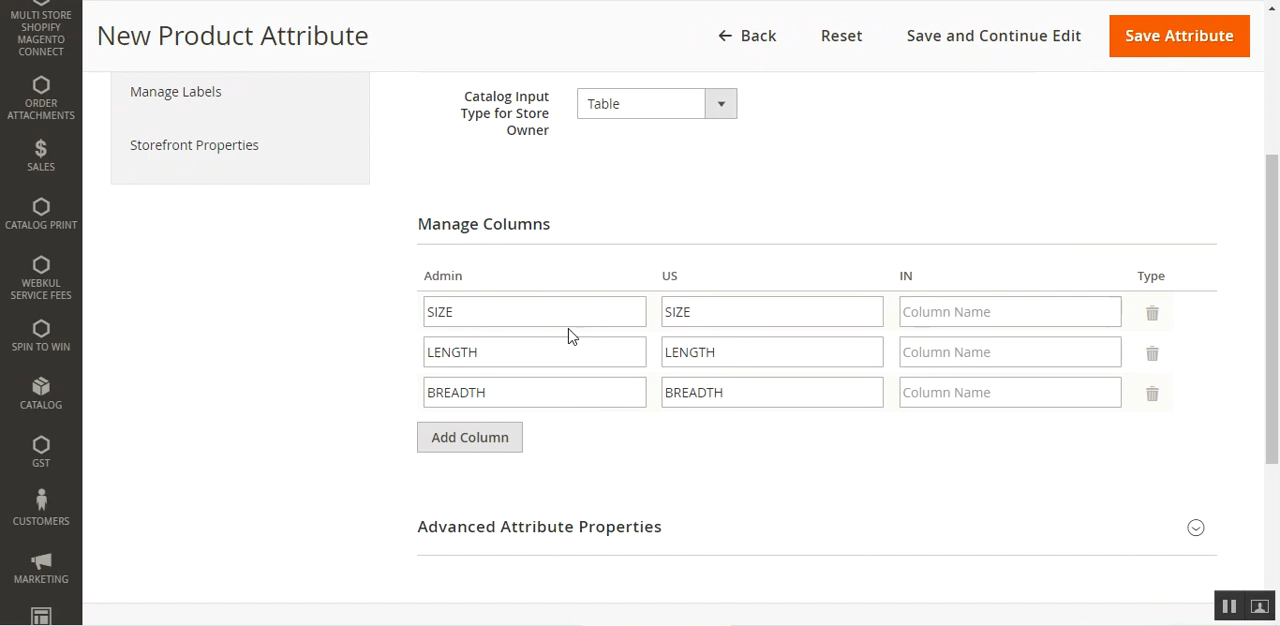 MULTI STORE
SHOPIFY
MAGENTO
CONNECT
ORDER
ATTACHMENTS
SALES
CATALOG PRINT
WEBKUL
SERVICE FEES
SPIN TO WIN
CATALOG
GST
CUSTOMERS
MARKETING
New Product Attribute
Back
Reset
Save and Continue Edit
Save Attribute
Manage Labels
Storefront Properties
Catalog Input
Type for Store
Owner
Table
Manage Columns
Admin US IN Type
SIZE SIZE Column Name
LENGTH LENGTH Column Name
BREADTH BREADTH Column Name
Add Column
Advanced Attribute Properties